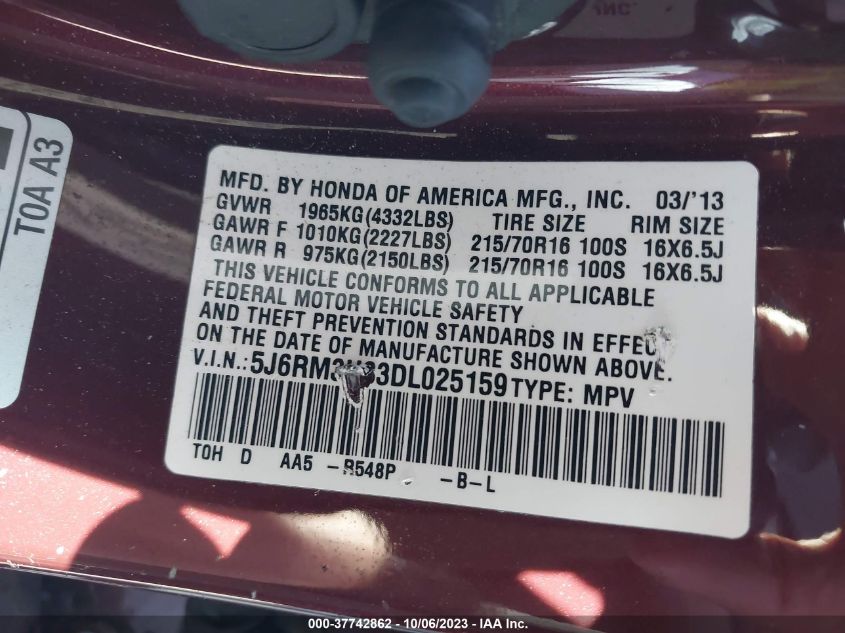 TOA A3
MFD. BY HONDA OF AMERICA MFG., INC. 03/'13
GVWR 1965KG(4332LBS) TIRE SIZE RIM SIZE
GAWR F 1010KG(2227LBS) 215/70R16 100S 16X6.5J
GAWR R 975KG(2150LBS) 215/70R16 100S 16X6.5J
THIS VEHICLE CONFORMS TO ALL APPLICABLE
FEDERAL MOTOR VEHICLE SAFETY
AND THEFT PREVENTION STANDARDS IN EFFECT
ON THE DATE OF MANUFACTURE SHOWN ABOVE.
V.I.N.: TYPE: MPV
TOH D AA5 -R548P -B-L
000-37742862 - 10/06/2023 - IAA Inc.